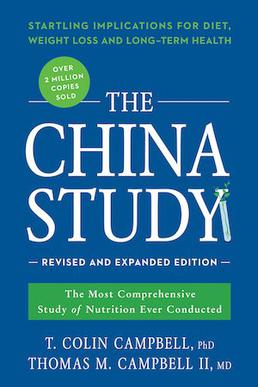 STARTLING IMPLICATIONS FOR DIET,
WEIGHT LOSS AND LONG–TERM HEALTH
OVER
2 MILLION
COPIES
SOLD
THE
CHINA
STUDY
— REVISED AND EXPANDED EDITION —
The Most Comprehensive
Study of Nutrition Ever Conducted
T. COLIN CAMPBELL, PhD
THOMAS M. CAMPBELL II, MD